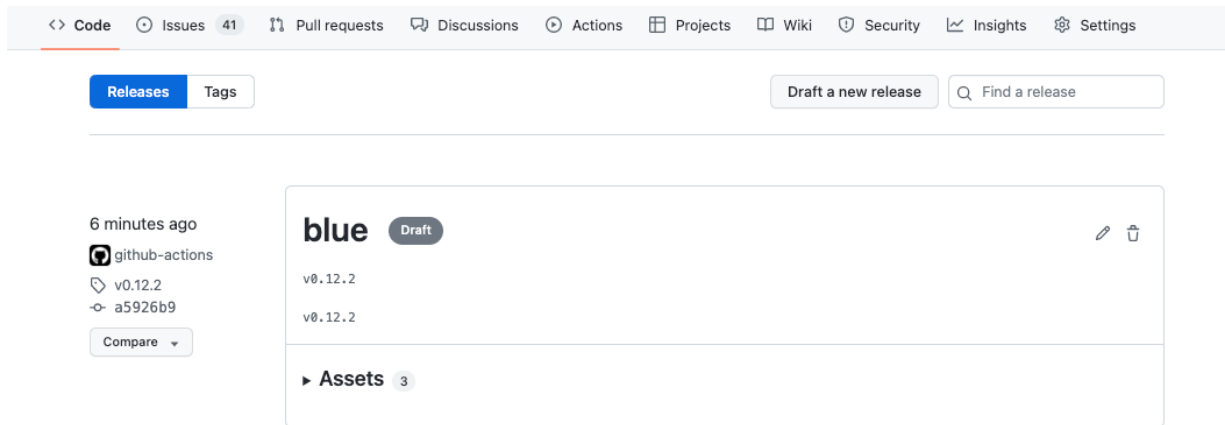 Code Issues 41 Pull requests Discussions Actions Projects Wiki Security Insights Settings
Releases Tags Draft a new release Find a release
6 minutes ago
github-actions
v0.12.2
a5926b9
Compare
blue Draft
v0.12.2
v0.12.2
Assets 3